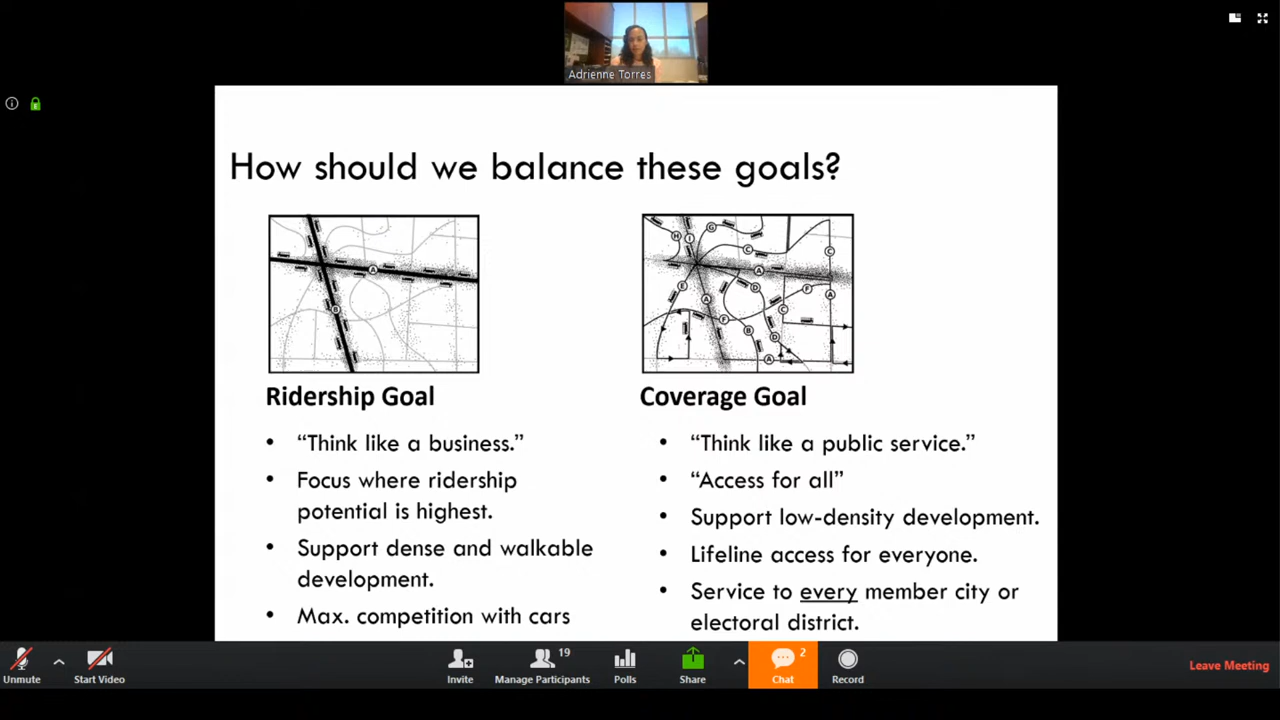 Adrienne Torres
How should we balance these goals?
Ridership Goal
• "Think like a business."
• Focus where ridership
potential is highest.
• Support dense and walkable
development.
• Max. competition with cars
Coverage Goal
• "Think like a public service."
• "Access for all"
• Support low-density development.
• Lifeline access for everyone.
• Service to every member city or
electoral district.
Unmute
Start Video
Invite
Manage Participants
19
Polls
Share
Chat
2
Record
Leave Meeting